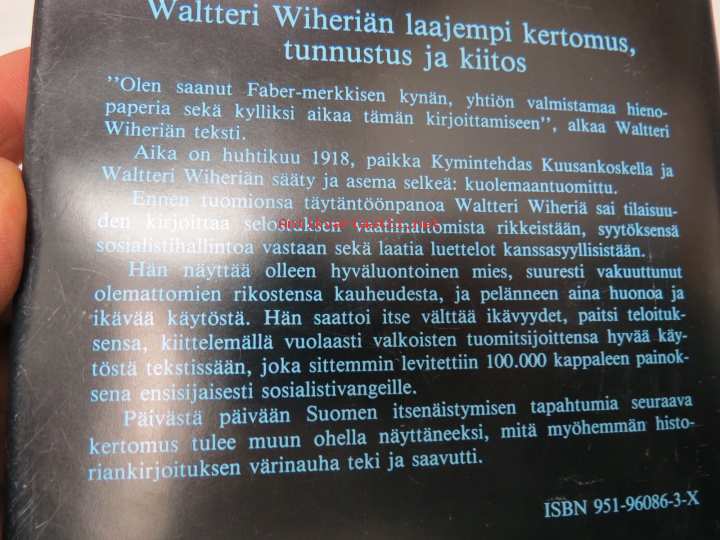 Waltteri Wiheriän laajempi kertomus,
tunnustus ja kiitos
"Olen saanut Faber-merkkisen kynän, yhtiön valmistamaa hieno-
paperia sekä kylliksi aikaa tämän kirjoittamiseen", alkaa Waltteri
Wiheriän teksti.
Aika on huhtikuu 1918, paikka Kymintehdas Kuusankoskella ja
Waltteri Wiheriän sääty ja asema selkeä: kuolemaantuomittu.
Ennen tuomionsa täytäntöönpanoa Waltteri Wiheriä sai tilaisuu-
den kirjoittaa selostuksen vaatimattomista rikkeistään, syytöksensä
sosialistihallintoa vastaan sekä laatia luettelot kanssasyyllisistään.
Hän näyttää olleen hyväluontoinen mies, suuresti vakuuttunut
olemattomien rikostensa kauheudesta, ja pelänneen aina huonoa ja
ikävää käytöstä. Hän saattoi itse välttää ikävyydet, paitsi teloituk-
sensa, kiittelemällä vuolaasti valkoisten tuomitsijoittensa hyvää käy-
töstä tekstissään, joka sittemmin levitettiin 100.000 kappaleen painok-
sena ensisijaisesti sosialistivangeille.
Päivästä päivään Suomen itsenäistymisen tapahtumia seuraava
kertomus tulee muun ohella näyttäneeksi, mitä myöhemmän histo-
riankirjoituksen värinauha teki ja saavutti.
ISBN 951-96086-3-X